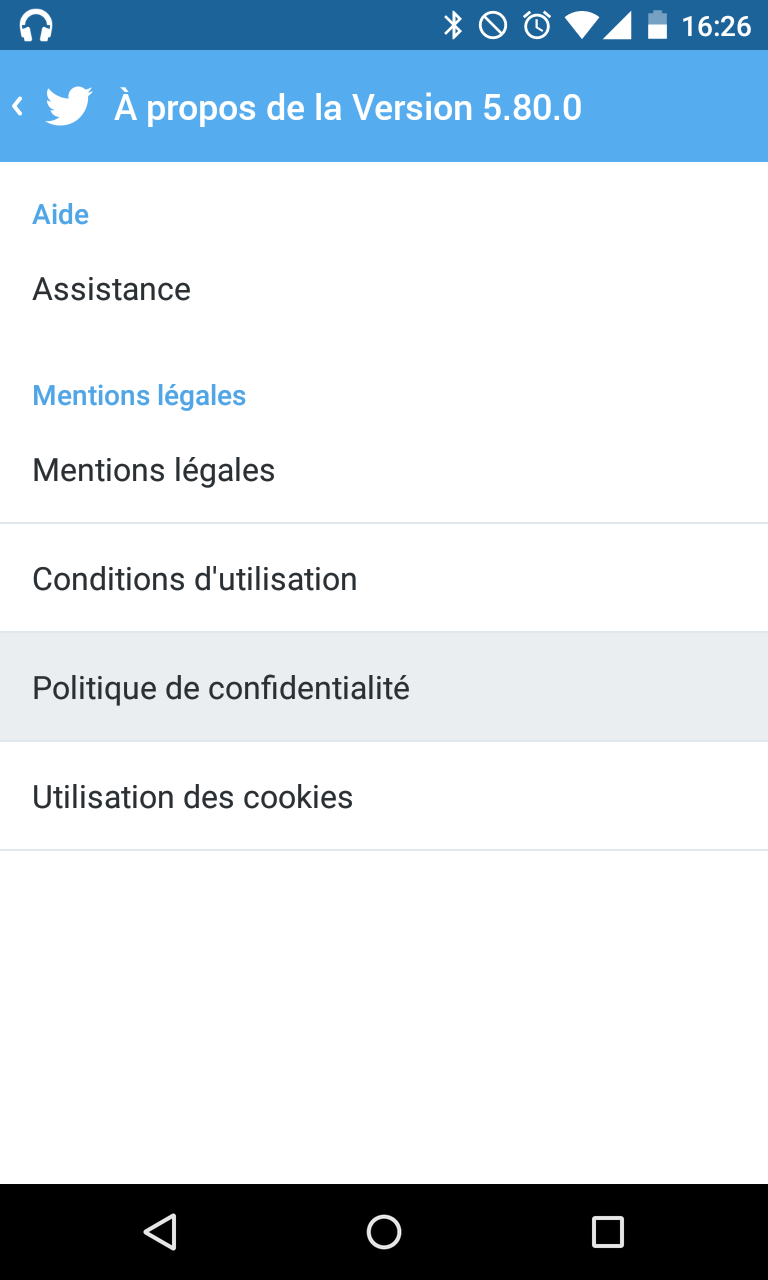 16:26
À propos de la Version 5.80.0
Aide
Assistance
Mentions légales
Mentions légales
Conditions d'utilisation
Politique de confidentialité
Utilisation des cookies